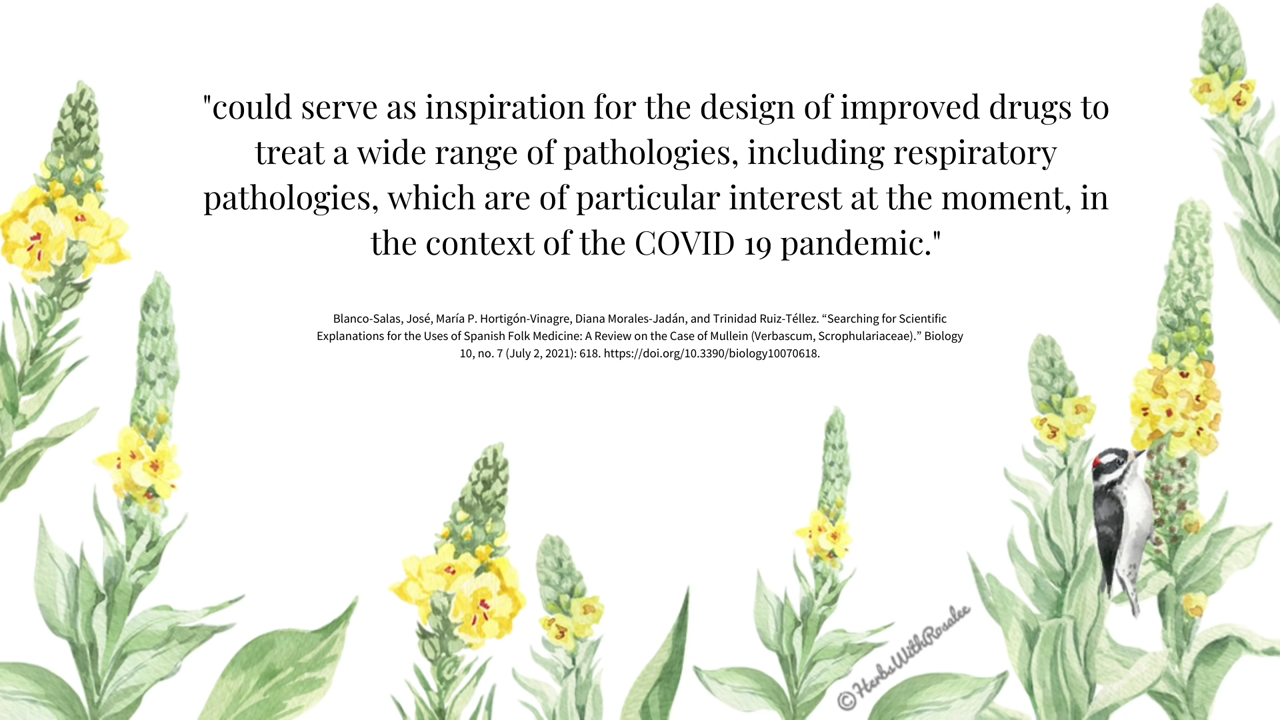 "could serve as inspiration for the design of improved drugs to
treat a wide range of pathologies, including respiratory
pathologies, which are of particular interest at the moment, in
the context of the COVID 19 pandemic."
Blanco-Salas, José, María P. Hortigón-Vinagre, Diana Morales-Jadán, and Trinidad Ruiz-Téllez. “Searching for Scientific
Explanations for the Uses of Spanish Folk Medicine: A Review on the Case of Mullein (Verbascum, Scrophulariaceae).” Biology
10, no. 7 (July 2, 2021): 618. https://doi.org/10.3390/biology10070618.
©HerbsWithRosalee